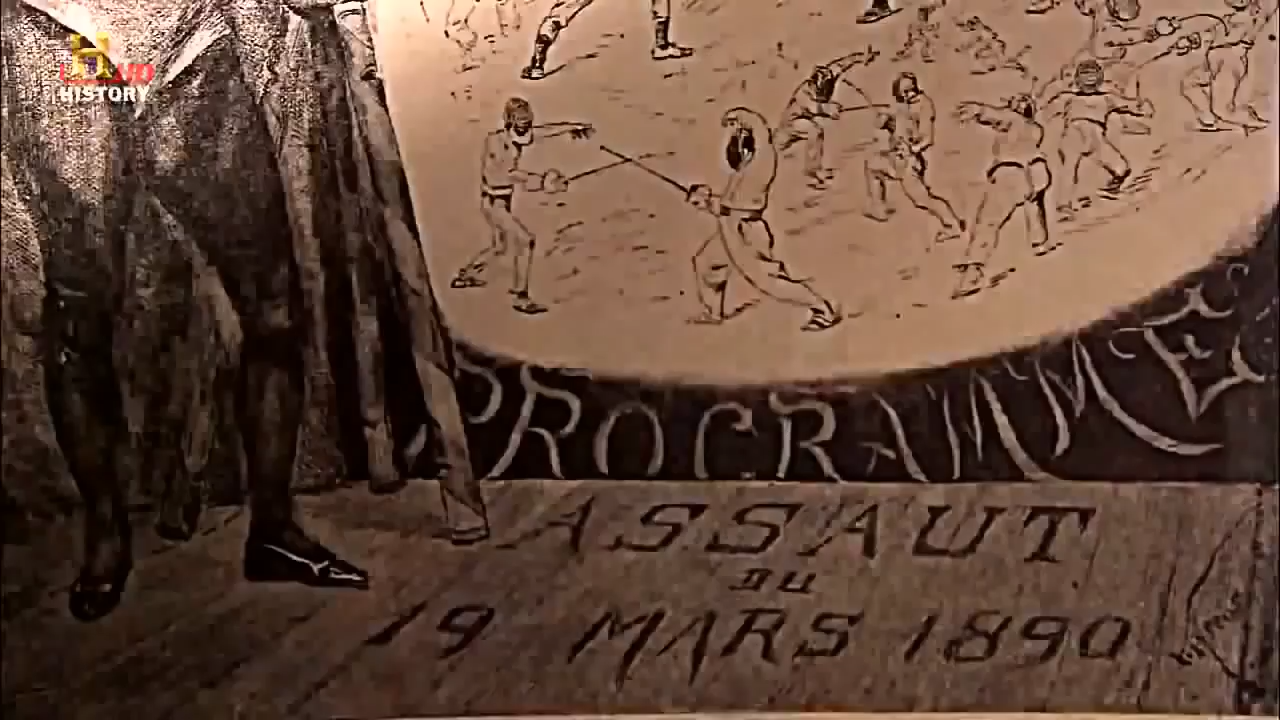 HISTORY
PROGRAMME
ASSAUT
DU
19 MARS 1890